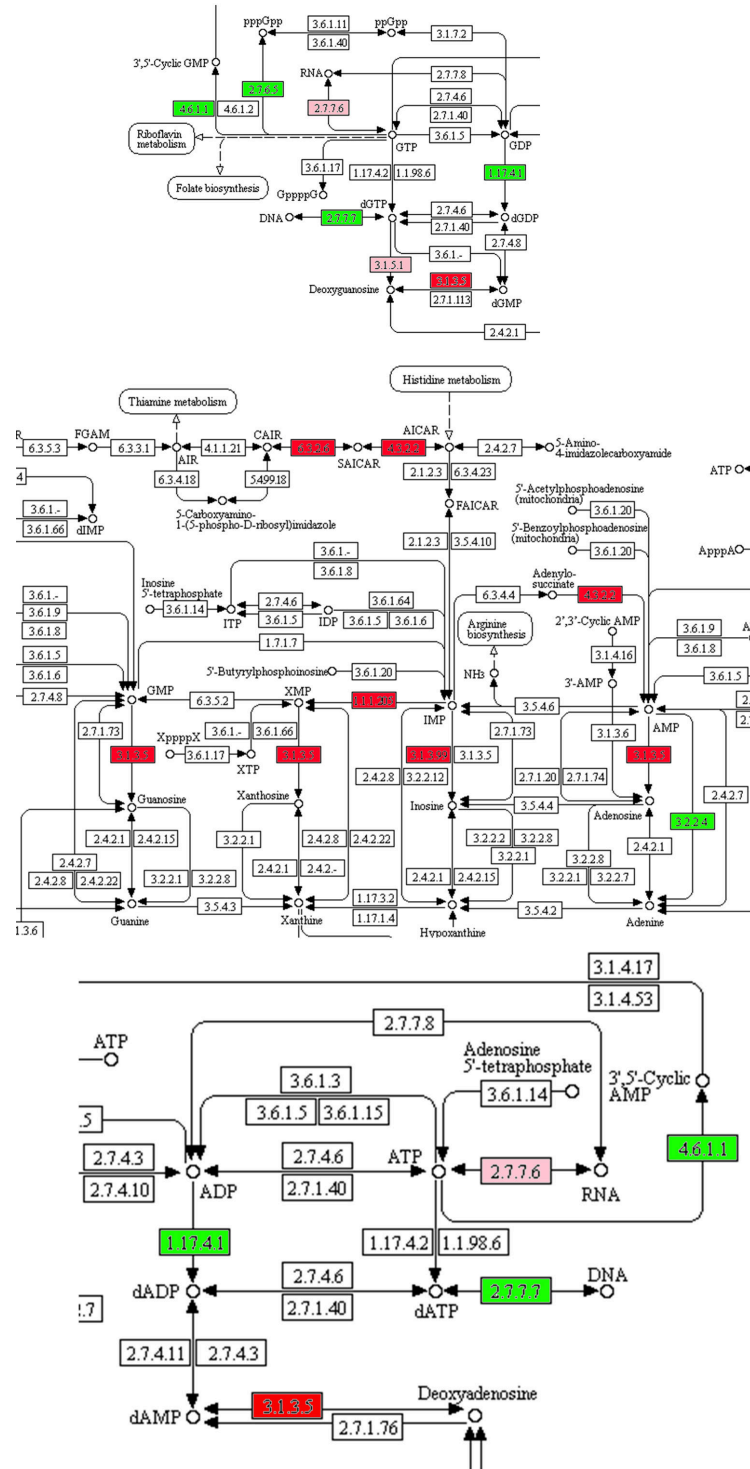 pppGpp
3.6.1.11
ppGpp
3.6.1.40
3.1.7.2
3',5'-Cyclic GMP
RNA
2.7.7.8
2.7.6.5
4.6.1.1
4.6.1.2
2.7.7.6
2.7.4.6
2.7.1.40
Riboflavin
metabolism
GTP
3.6.1.5
GDP
3.6.1.17
1.17.4.2
1.1.98.6
1.17.4.1
Folate biosynthesis
GppppG
DNA
2.7.7.7
dGTP
2.7.4.6
2.7.1.40
dGDP
2.7.4.8
3.6.1.-
3.1.5.1
3.1.3.5
Deoxyguanosine
2.7.1.113
dGMP
2.4.2.1
Histidine metabolism
Thiamine metabolism
R
FGAM
CAIR
AICAR
6.3.5.3
6.3.3.1
4.1.1.21
4.3.2.2
2.4.2.7
5-Amino-
4-imidazolecarboxyamide
AIR
SAICAR
4
6.3.4.18
5.4.99.18
2.1.2.3
6.3.4.23
ATP
3.6.1.-
3.6.1.66
dIMP
5-Carboxyamino-
1-(5-phospho-D-ribosyl)imidazole
FAICAR
5'-Acetylphosphoadenosine
(mitochondria)
3.6.1.20
5'-Benzoylphosphoadenosine
(mitochondria)
3.6.1.20
2.1.2.3
3.5.4.10
ApppA
3.6.1.-
3.6.1.8
Inosine
5'-tetraphosphate
Adenylo-
succinate
6.3.4.4
4.3.2.2
3.6.1.-
3.6.1.9
3.6.1.8
3.6.1.14
ITP
2.7.4.6
3.6.1.5
IDP
3.6.1.64
3.6.1.5
3.6.1.6
Arginine
biosynthesis
2',3'-Cyclic AMP
3.6.1.9
3.6.1.8
A
1.7.1.7
3.1.4.16
3.6.1.5
3.6.1.6
2.7.4.8
5'-Butyrylphosphoinosine
3.6.1.20
NH3
3'-AMP
3.6.1.5
GMP
6.3.5.2
XMP
IMP
3.5.4.6
AMP
2.4
2.7
2.7.1.73
XppppX
3.6.1.-
3.6.1.66
3.1.3.5
2.7.1.73
3.1.3.6
3.6.1.17
XTP
2.4.2.8
3.2.2.12
2.7.1.20
2.7.1.74
2.4.2.7
Guanosine
Xanthosine
Inosine
3.5.4.4
Adenosine
3.2.2.4
2.4.2.1
2.4.2.15
3.2.2.1
2.4.2.8
2.4.2.22
3.2.2.2
3.2.2.8
3.2.2.1
2.4.2.1
2.4.2.7
2.4.2.8
2.4.2.22
3.2.2.1
3.2.2.8
2.4.2.1
2.4.2.-
2.4.2.1
2.4.2.15
3.2.2.8
3.2.2.1
3.2.2.7
1.3.6
Guanine
3.5.4.3
Xanthine
1.17.3.2
1.17.1.4
Hypoxanthine
3.5.4.2
Adenine
3.1.4.17
3.1.4.53
2.7.7.8
ATP
Adenosine
5'-tetraphosphate
3',5'-Cyclic
AMP
3.6.1.3
3.6.1.14
.5
3.6.1.5
3.6.1.15
4.6.1.1
2.7.4.3
2.7.4.10
ADP
2.7.4.6
2.7.1.40
ATP
2.7.7.6
RNA
1.17.4.1
1.17.4.2
1.1.98.6
2.7.4.6
DNA
dADP
2.7.1.40
dATP
2.7.7.7
2.7
2.7.4.11
2.7.4.3
Deoxyadenosine
3.1.3.5
dAMP
2.7.1.76